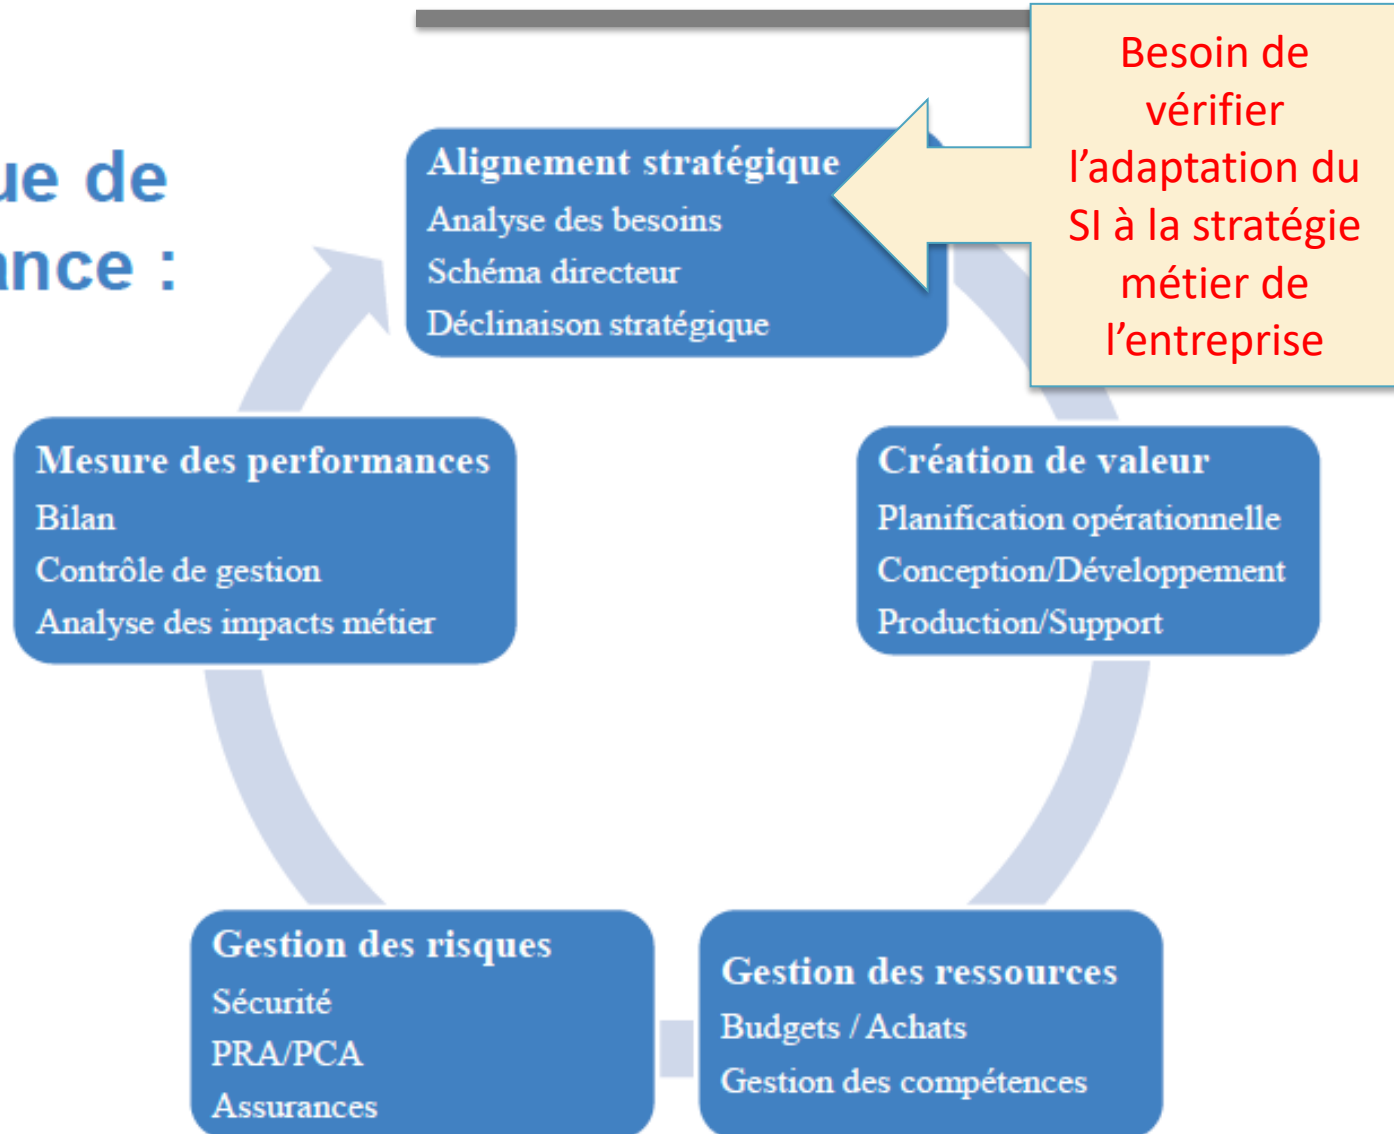 ue de
ance :
Besoin de
vérifier
l’adaptation du
SI à la stratégie
métier de
l’entreprise
Alignement stratégique
Analyse des besoins
Schéma directeur
Déclinaison stratégique
Mesure des performances
Bilan
Contrôle de gestion
Analyse des impacts métier
Création de valeur
Planification opérationnelle
Conception/Développement
Production/Support
Gestion des risques
Sécurité
PRA/PCA
Assurances
Gestion des ressources
Budgets / Achats
Gestion des compétences